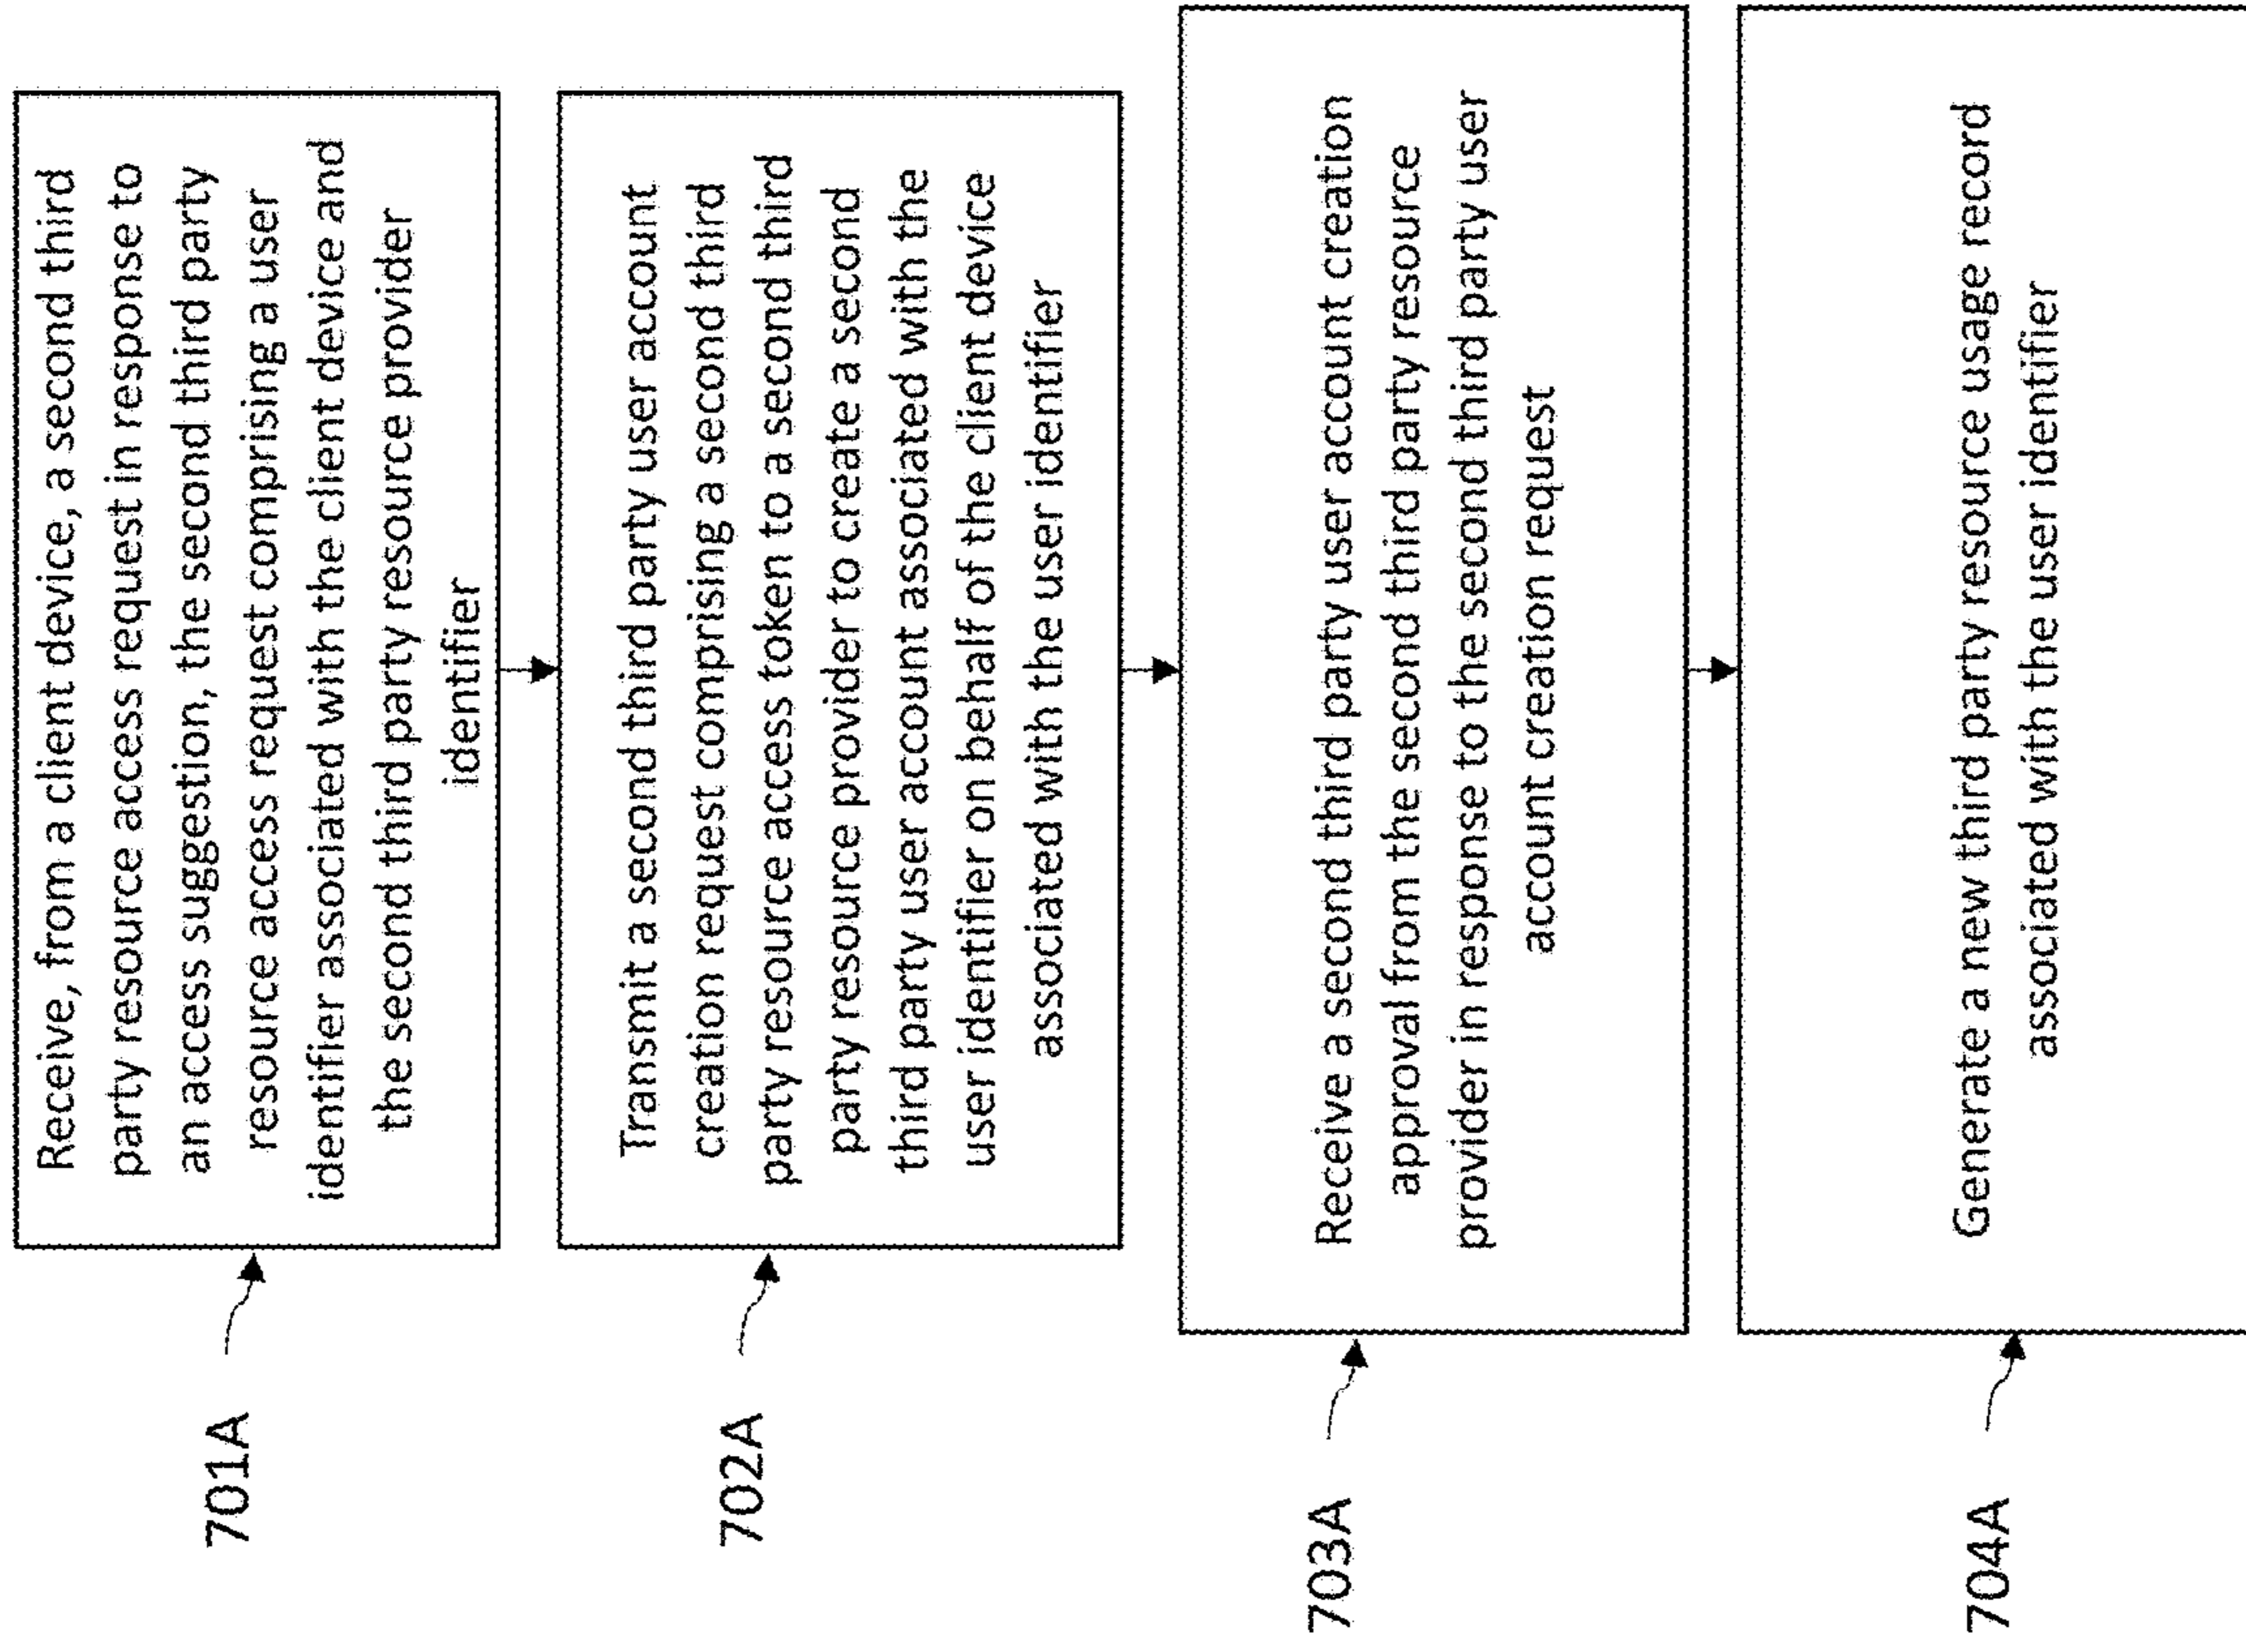 701A
Receive, from a client device, a second third
party resource access request in response to
an access suggestion, the second third party
resource access request comprising a user
identifier associated with the client device and
the second third party resource provider
identifier
702A
Transmit a second third party user account
creation request comprising a second third
party resource access token to a second third
party resource provider to create a second
third party user account associated with the
user identifier on behalf of the client device
associated with the user identifier
703A
Receive a second third party user account creation
approval from the second third party resource
provider in response to the second third party user
account creation request
704A
Generate a new third party resource usage record
associated with the user identifier